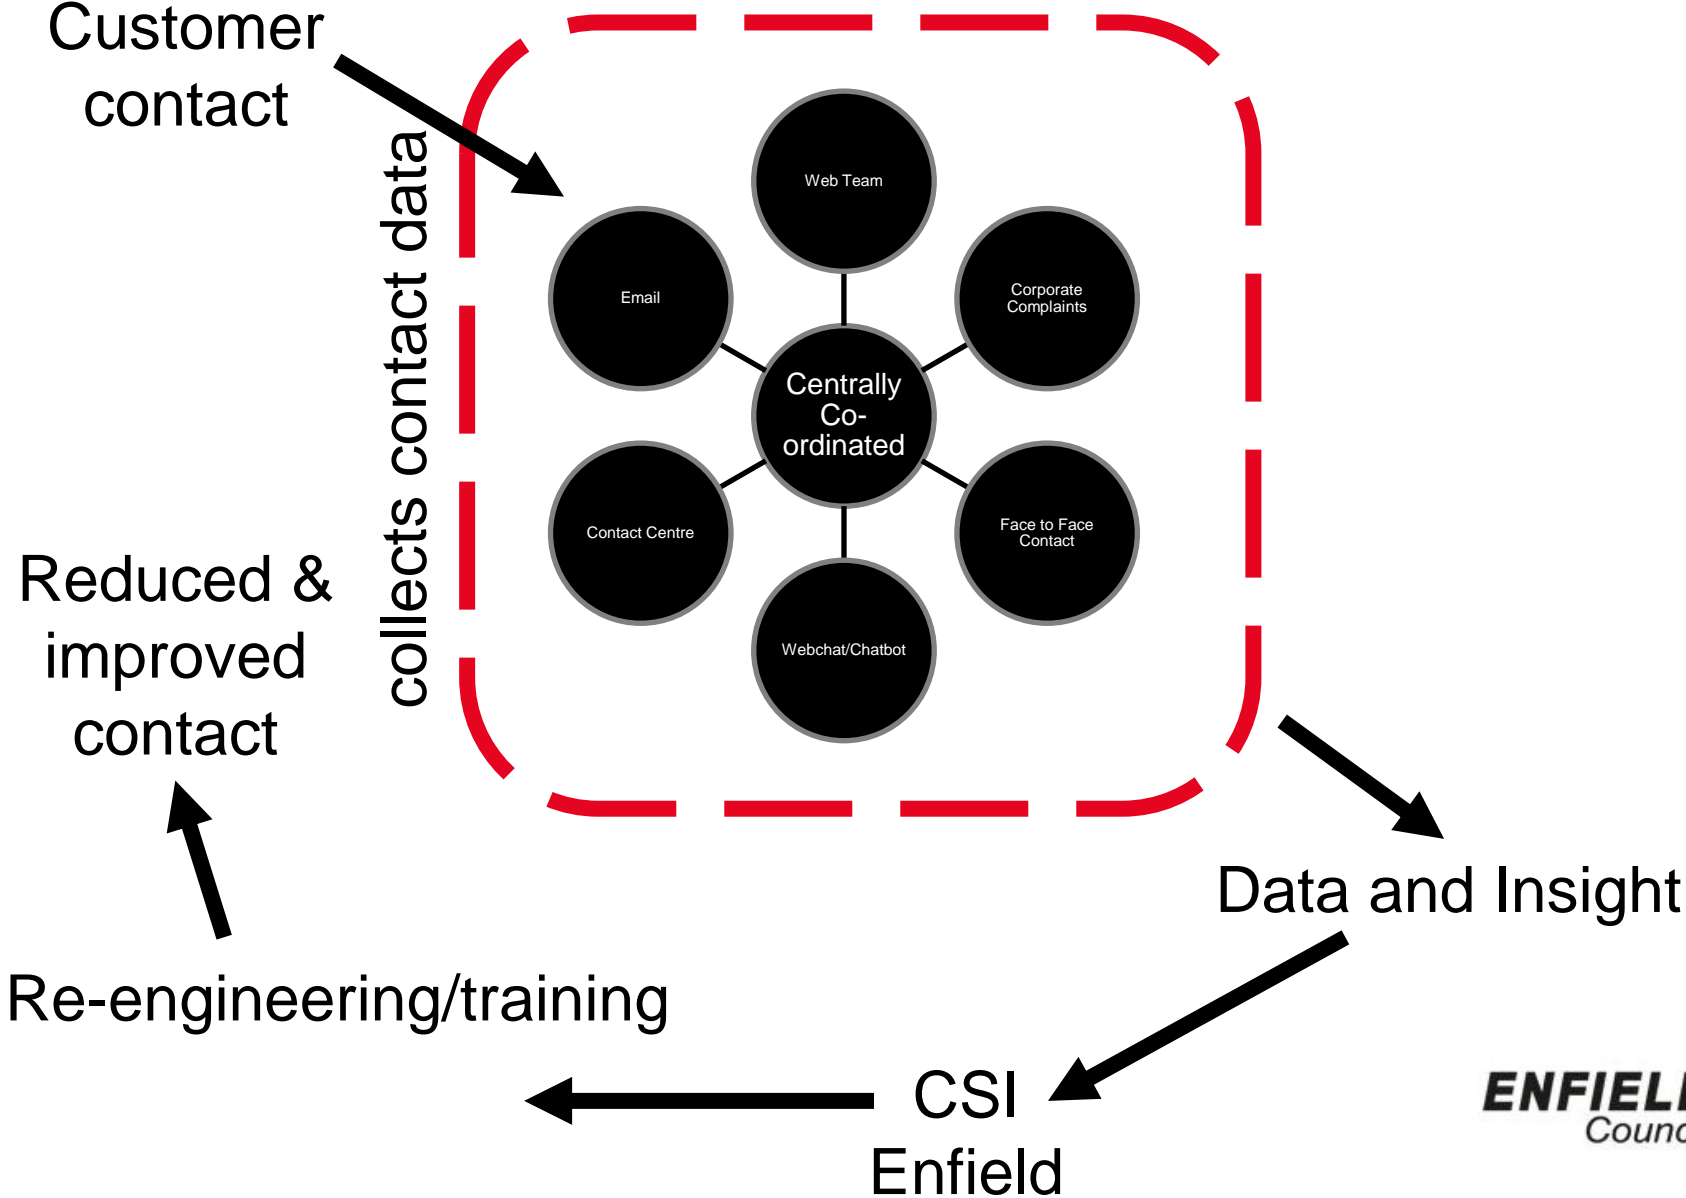 Customer
contact
collects contact data
Web Team
Email
Corporate
Complaints
Centrally
Co-
ordinated
Contact Centre
Face to Face
Contact
Webchat/Chatbot
Reduced &
improved
contact
Data and Insight
Re-engineering/training
CSI
Enfield